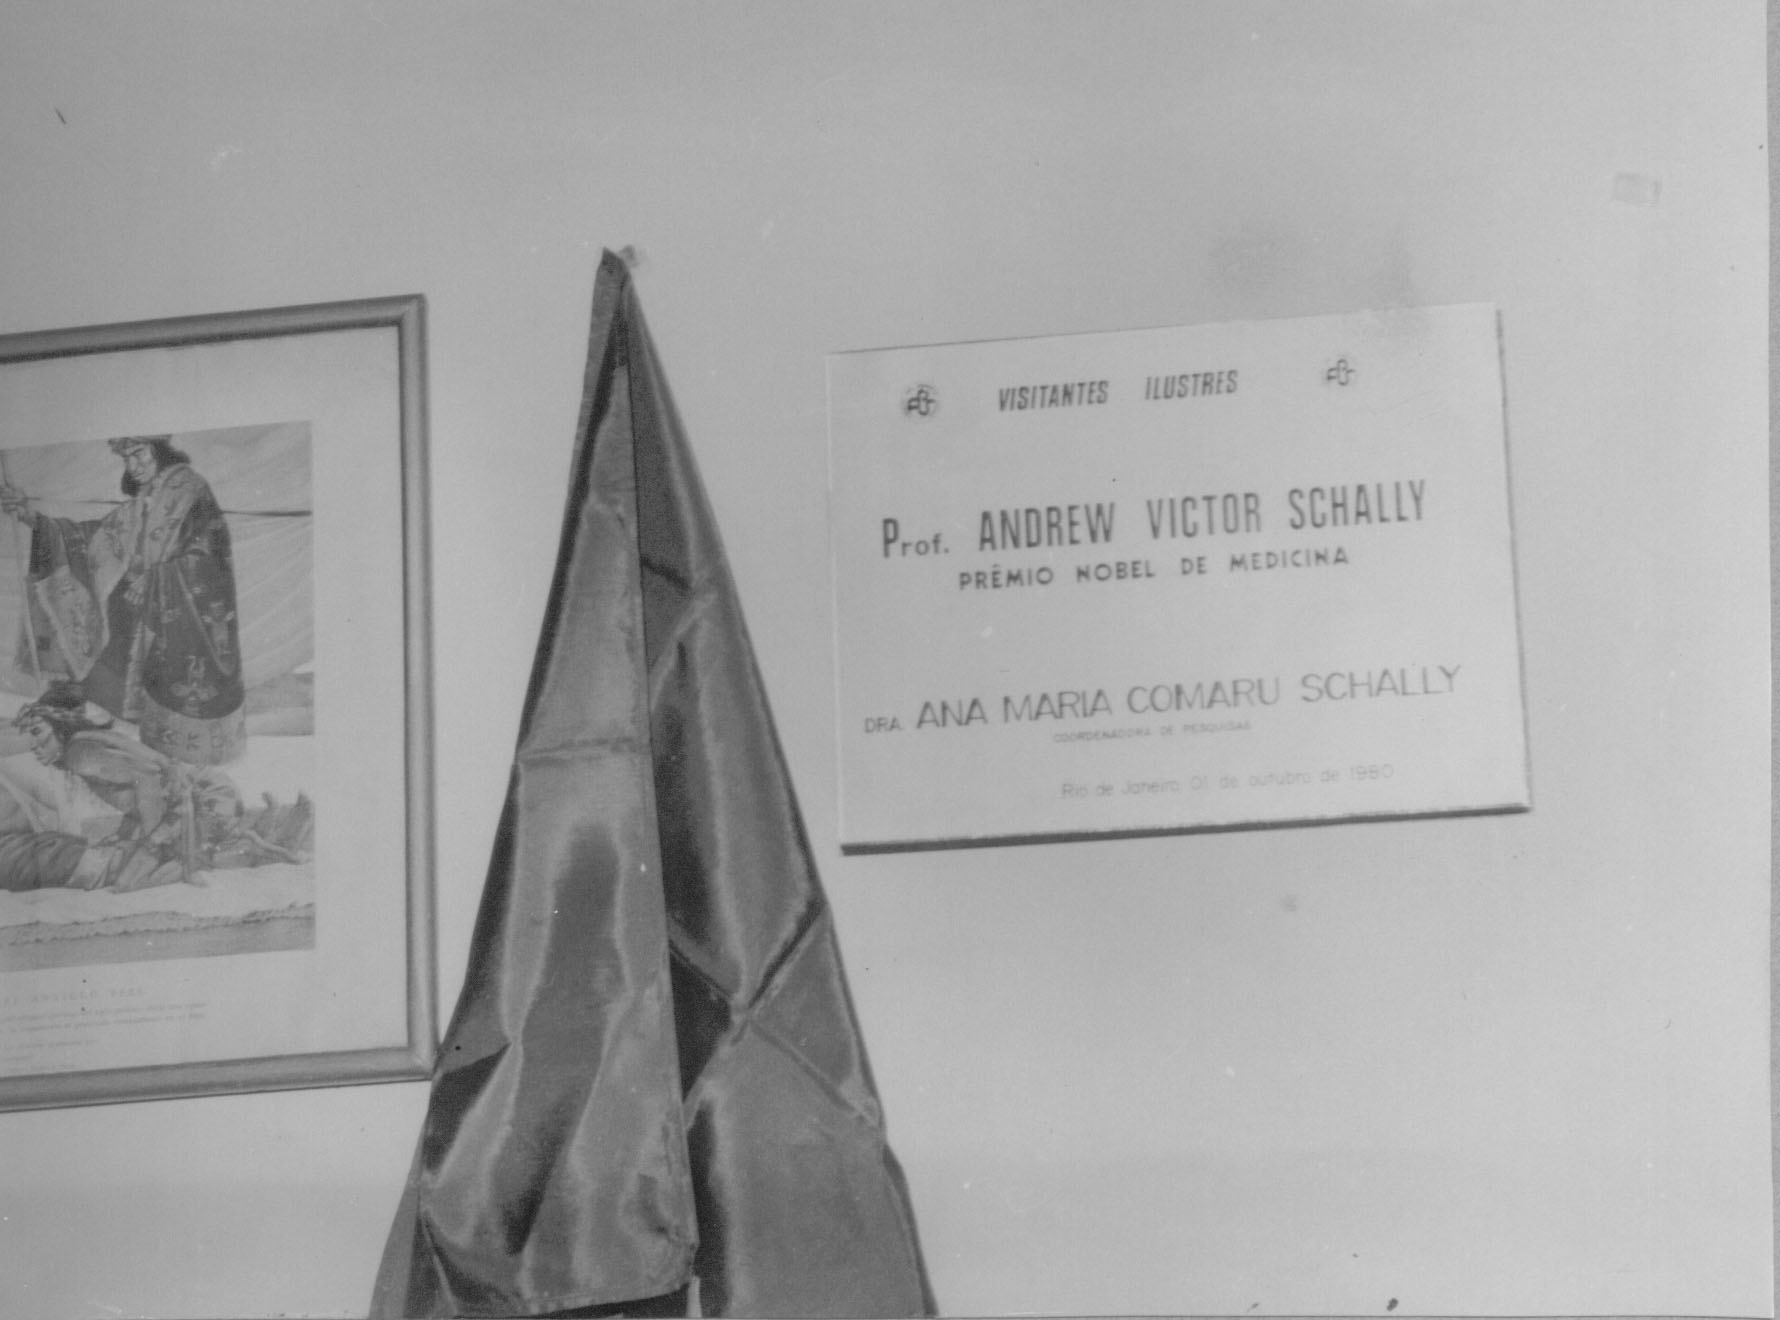 VISITANTES ILUSTRES
Prof. ANDREW VICTOR SCHALLY
PRÊMIO NOBEL DE MEDICINA
DRA. ANA MARIA COMARU SCHALLY
COORDENADORA DE PESQUISAS
Rio de Janeiro, 01 de outubro de 1980